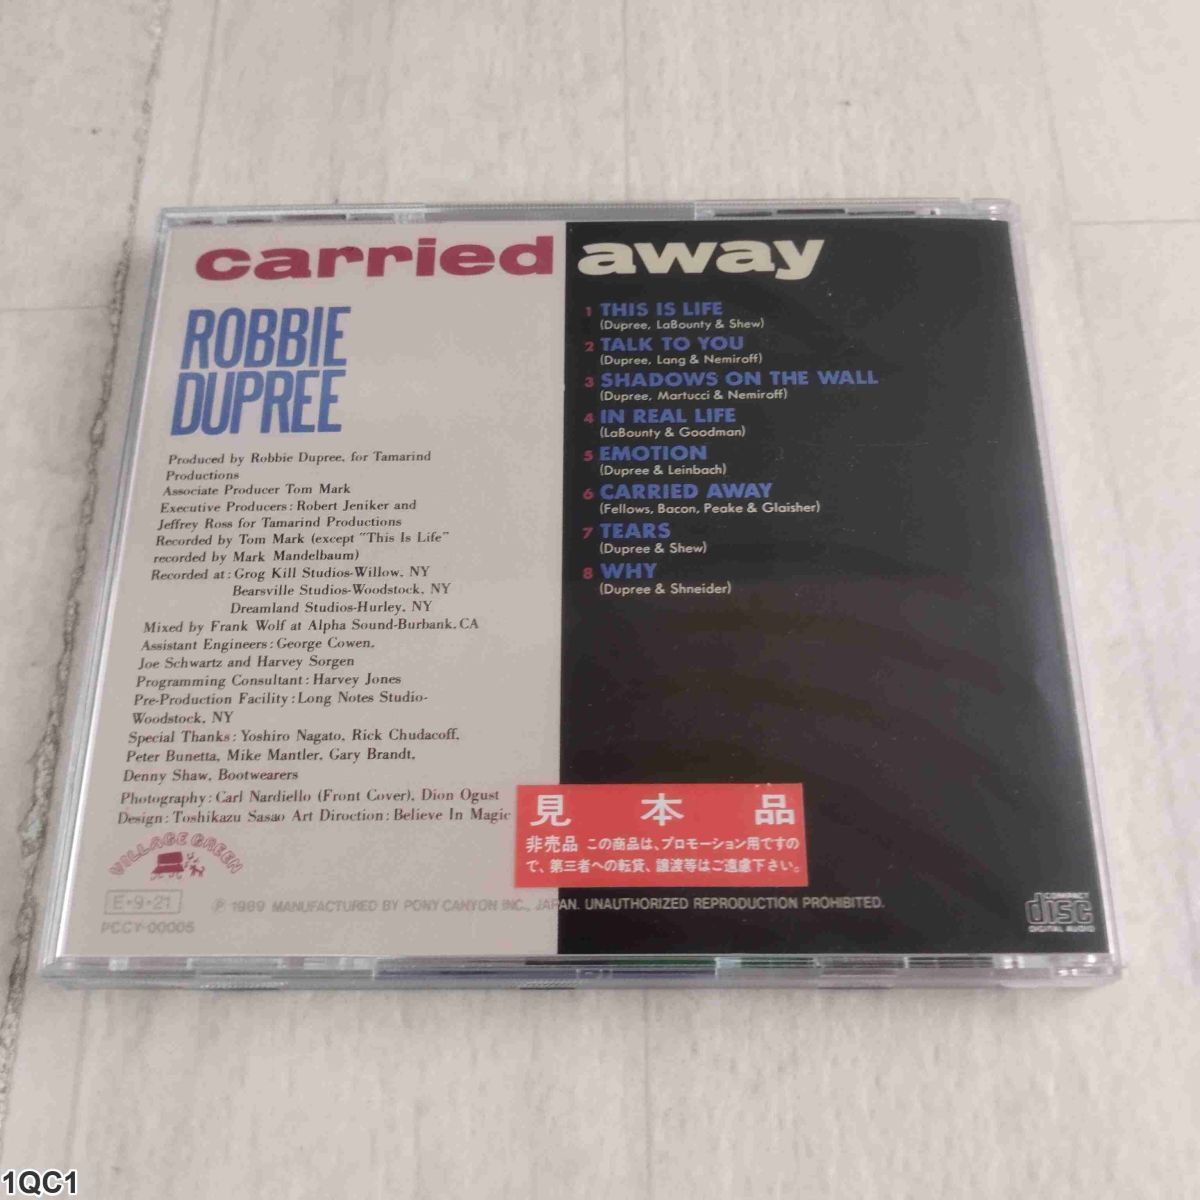 carried away
ROBBIE
DUPREE
Produced by Robbie Dupree, for Tamarind
Productions
Associate Producer Tom Mark
Executive Producers: Robert Jeniker and
Jeffrey Ross for Tamarind Productions
Recorded by Tom Mark (except "This Is Life"
recorded by Mark Mandelbaum)
Recorded at: Grog Kill Studios-Willow, NY
Bearsville Studios-Woodstock, NY
Dreamland Studios-Hurley, NY
Mixed by Frank Wolf at Alpha Sound-Burbank, CA
Assistant Engineers: George Cowen,
Joe Schwartz and Harvey Sorgen
Programming Consultant: Harvey Jones
Pre-Production Facility: Long Notes Studio-
Woodstock, NY
Special Thanks: Yoshiro Nagato, Rick Chudacoff,
Peter Bunetta, Mike Mantler, Gary Brandt,
Denny Shaw, Bootwearers
Photography: Carl Nardiello (Front Cover), Dion Ogust
Design: Toshikazu Sasao Art Diroction: Believe In Magic
VILLAGE GREEN
E・9・21
PCCY-00005
1 THIS IS LIFE
(Dupree, LaBounty & Shew)
2 TALK TO YOU
(Dupree, Lang & Nemiroff)
3 SHADOWS ON THE WALL
(Dupree, Martucci & Nemiroff)
4 IN REAL LIFE
(LaBounty & Goodman)
5 EMOTION
(Dupree & Leinbach)
6 CARRIED AWAY
(Fellows, Bacon, Peake & Glaisher)
7 TEARS
(Dupree & Shew)
8 WHY
(Dupree & Shneider)
見本品
非売品 この商品は、プロモーション用ですの
で、第三者への転貸、譲渡等はご遠慮下さい。
Ⓟ 1989 MANUFACTURED BY PONY CANYON INC., JAPAN. UNAUTHORIZED REPRODUCTION PROHIBITED.
COMPACT
disc
DIGITAL AUDIO
1QC1